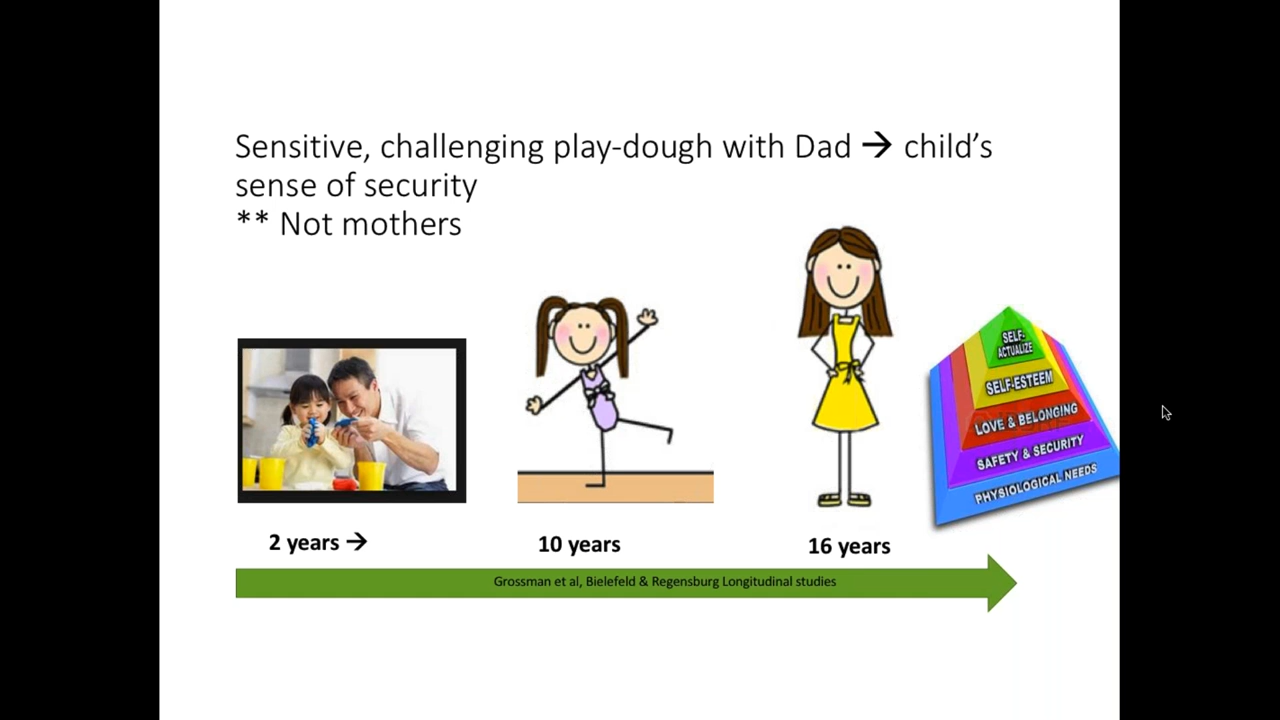 Sensitive, challenging play-dough with Dad → child's
sense of security
** Not mothers
SELF-
ACTUALIZE
SELF-ESTEEM
LOVE & BELONGING
SAFETY & SECURITY
PHYSIOLOGICAL NEEDS
2 years →
10 years
16 years
Grossman et al, Bielefeld & Regensburg Longitudinal studies